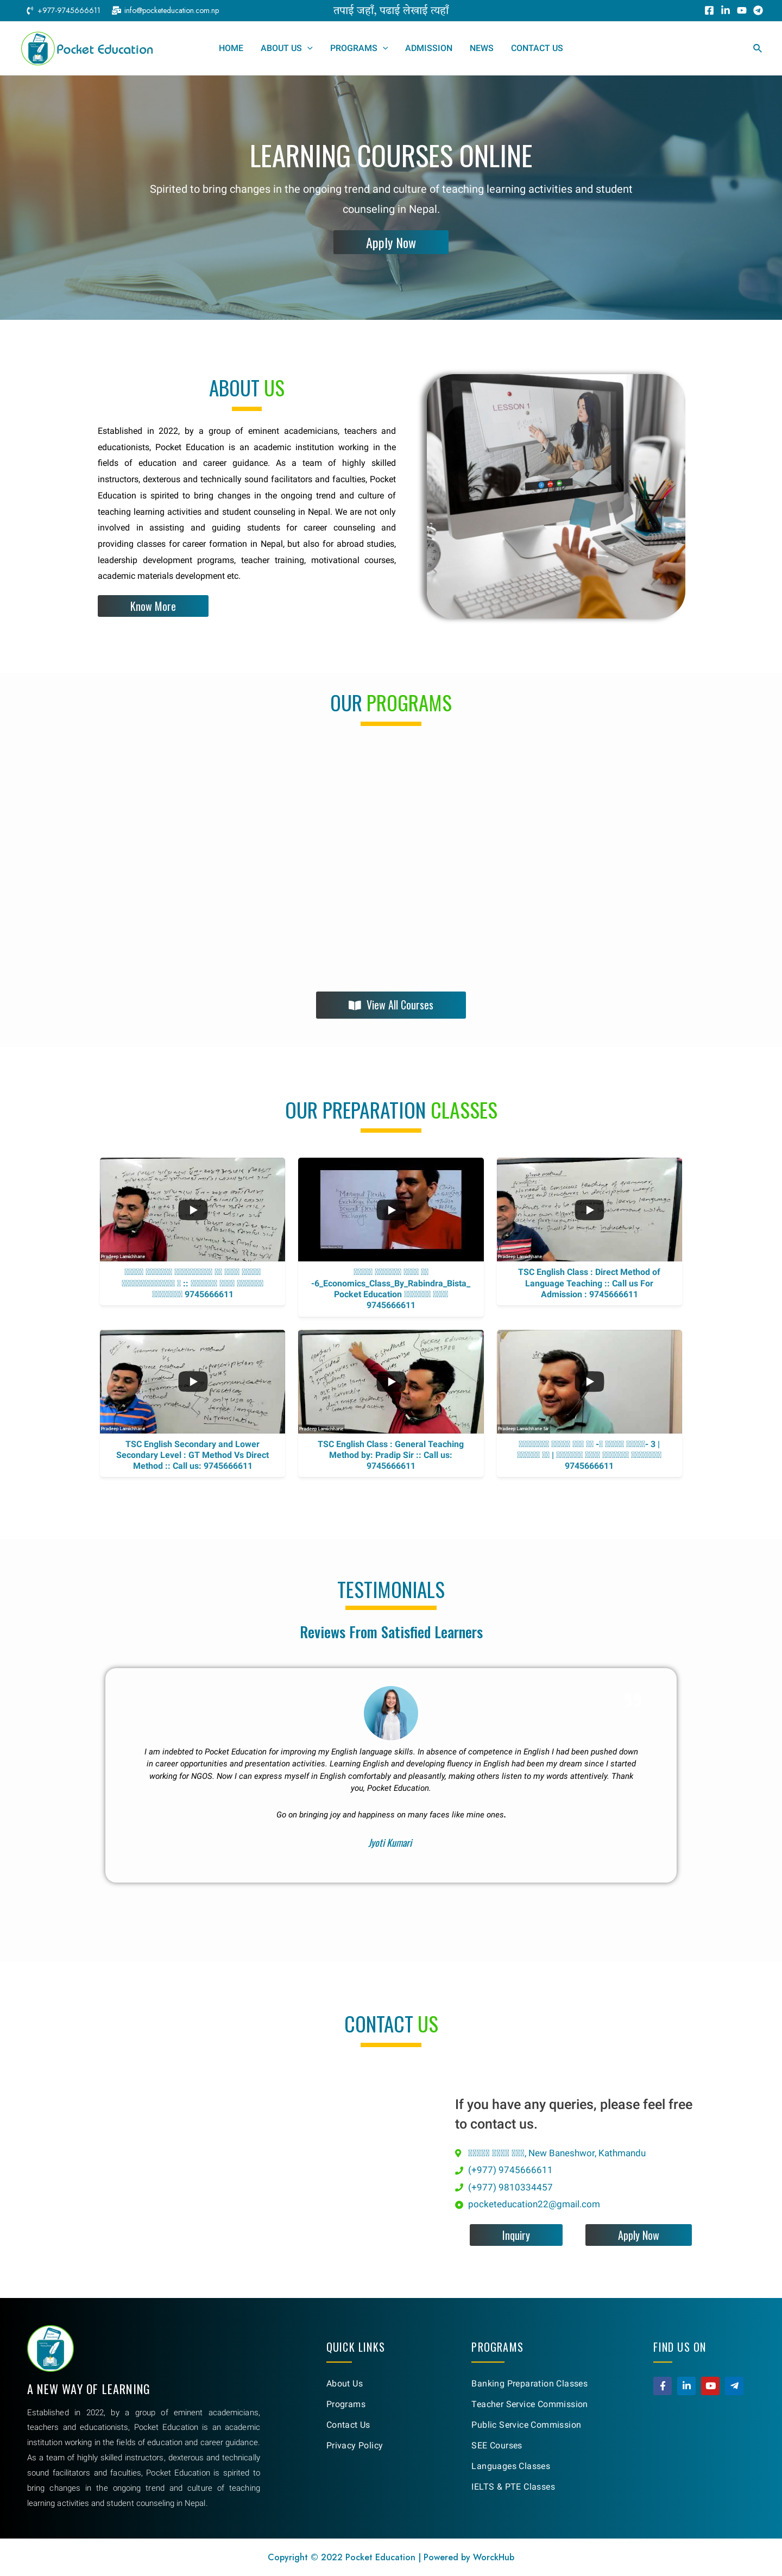 +977-9745666611 info@pocketeducation.com.np तपाई जहाँ, पढाई लेखाई त्यहाँ
Pocket Education HOME ABOUT US PROGRAMS ADMISSION NEWS CONTACT US
LEARNING COURSES ONLINE
Spirited to bring changes in the ongoing trend and culture of teaching learning activities and student
counseling in Nepal.
Apply Now
ABOUT US
Established in 2022, by a group of eminent academicians, teachers and
educationists, Pocket Education is an academic institution working in the
fields of education and career guidance. As a team of highly skilled
instructors, dexterous and technically sound facilitators and faculties, Pocket
Education is spirited to bring changes in the ongoing trend and culture of
teaching learning activities and student counseling in Nepal. We are not only
involved in assisting and guiding students for career counseling and
providing classes for career formation in Nepal, but also for abroad studies,
leadership development programs, teacher training, motivational courses,
academic materials development etc.
Know More
LESSON 1
OUR PROGRAMS
View All Courses
OUR PREPARATION CLASSES
Pradeep Lamichhane
:: 
9745666611
-6_Economics_Class_By_Rabindra_Bista_
Pocket Education
9745666611
Pradeep Lamichhane
TSC English Class : Direct Method of
Language Teaching :: Call us For
Admission : 9745666611
Pradeep Lamichhane
TSC English Secondary and Lower
Secondary Level : GT Method Vs Direct
Method :: Call us: 9745666611
Pradeep Lamichhane
TSC English Class : General Teaching
Method by: Pradip Sir :: Call us:
9745666611
Pradeep Lamichhane Sir
- - 3 |
|
9745666611
TESTIMONIALS
Reviews From Satisfied Learners
I am indebted to Pocket Education for improving my English language skills. In absence of competence in English I had been pushed down
in career opportunities and presentation activities. Learning English and developing fluency in English had been my dream since I started
working for NGOS. Now I can express myself in English comfortably and pleasantly, making others listen to my words attentively. Thank
you, Pocket Education.
Go on bringing joy and happiness on many faces like mine ones.
Jyoti Kumari
CONTACT US
If you have any queries, please feel free
to contact us.
, New Baneshwor, Kathmandu
(+977) 9745666611
(+977) 9810334457
pocketeducation22@gmail.com
Inquiry Apply Now
A NEW WAY OF LEARNING
Established in 2022, by a group of eminent academicians,
teachers and educationists, Pocket Education is an academic
institution working in the fields of education and career guidance.
As a team of highly skilled instructors, dexterous and technically
sound facilitators and faculties, Pocket Education is spirited to
bring changes in the ongoing trend and culture of teaching
learning activities and student counseling in Nepal.
QUICK LINKS
About Us
Programs
Contact Us
Privacy Policy
PROGRAMS
Banking Preparation Classes
Teacher Service Commission
Public Service Commission
SEE Courses
Languages Classes
IELTS & PTE Classes
FIND US ON
Copyright © 2022 Pocket Education | Powered by WorckHub